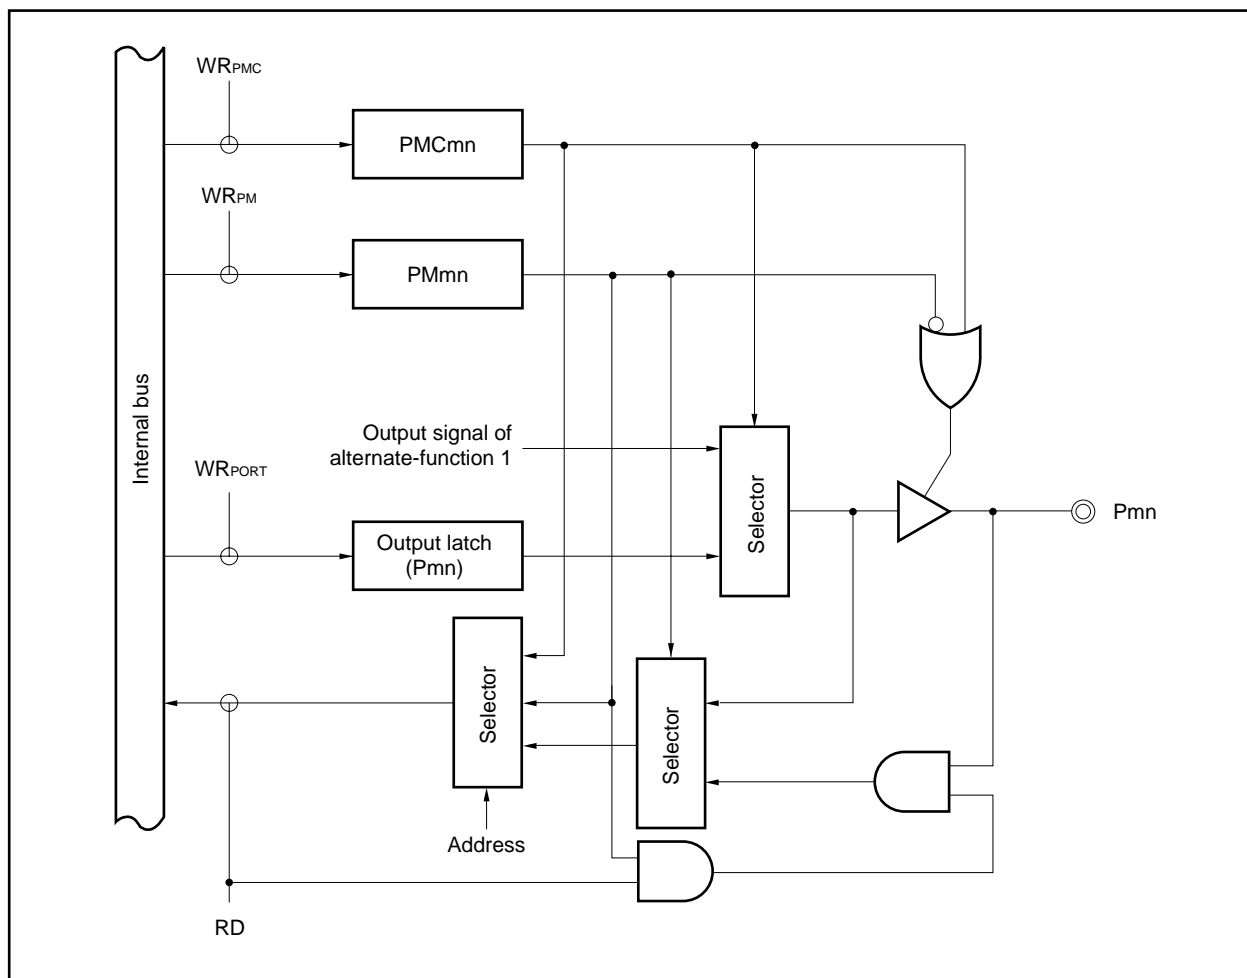 WRPMC
PMCmn
WRPM
PMmn
Internal bus
Output signal of
alternate-function 1
WRPORT
Selector
Pmn
Output latch
(Pmn)
Selector
Selector
Address
RD